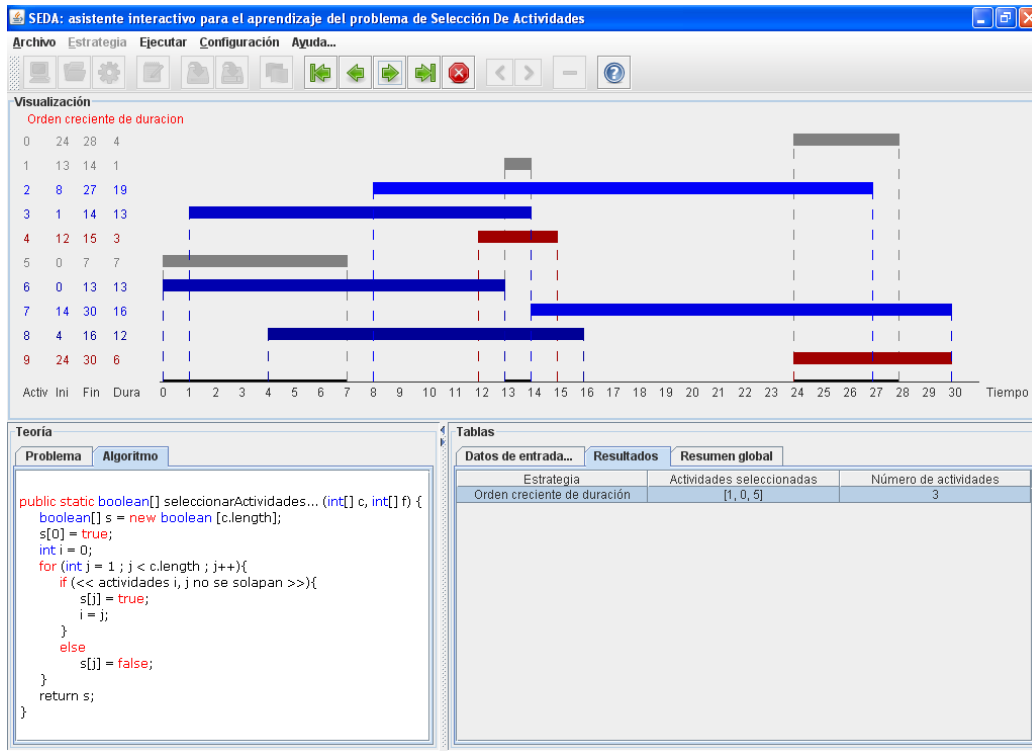 SEDA: asistente interactivo para el aprendizaje del problema de Selección De Actividades
Archivo Estrategia Ejecutar Configuración Ayuda...
Visualización
Orden creciente de duracion
0 24 28 4
1 13 14 1
2 8 27 19
3 1 14 13
4 12 15 3
5 0 7 7
6 0 13 13
7 14 30 16
8 4 16 12
9 24 30 6
Activ Ini Fin Dura 0 1 2 3 4 5 6 7 8 9 10 11 12 13 14 15 16 17 18 19 20 21 22 23 24 25 26 27 28 29 30 Tiempo
Teoría
Problema Algoritmo
public static boolean[] seleccionarActividades... (int[] c, int[] f) {
boolean[] s = new boolean [c.length];
s[0] = true;
int i = 0;
for (int j = 1 ; j < c.length ; j++){
if (<< actividades i, j no se solapan >>){
s[j] = true;
i = j;
}
else
s[j] = false;
}
return s;
}
Tablas
Datos de entrada... Resultados Resumen global
Estrategia Actividades seleccionadas Número de actividades
Orden creciente de duración [1, 0, 5] 3